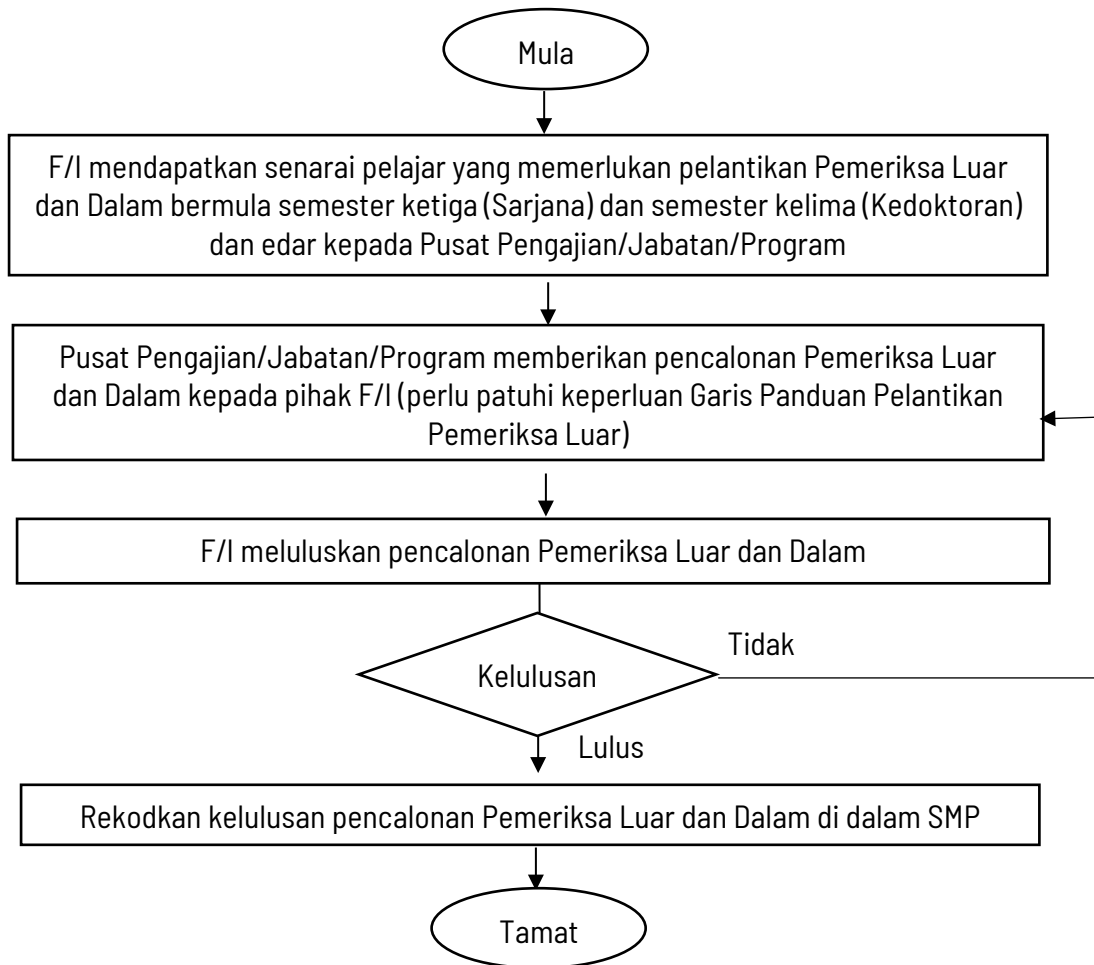 Mula
F/I mendapatkan senarai pelajar yang memerlukan pelantikan Pemeriksa Luar
dan Dalam bermula semester ketiga (Sarjana) dan semester kelima (Kedoktoran)
dan edar kepada Pusat Pengajian/Jabatan/Program
Pusat Pengajian/Jabatan/Program memberikan pencalonan Pemeriksa Luar
dan Dalam kepada pihak F/I (perlu patuhi keperluan Garis Panduan Pelantikan
Pemeriksa Luar)
F/I meluluskan pencalonan Pemeriksa Luar dan Dalam
Tidak
Kelulusan
Lulus
Rekodkan kelulusan pencalonan Pemeriksa Luar dan Dalam di dalam SMP
Tamat